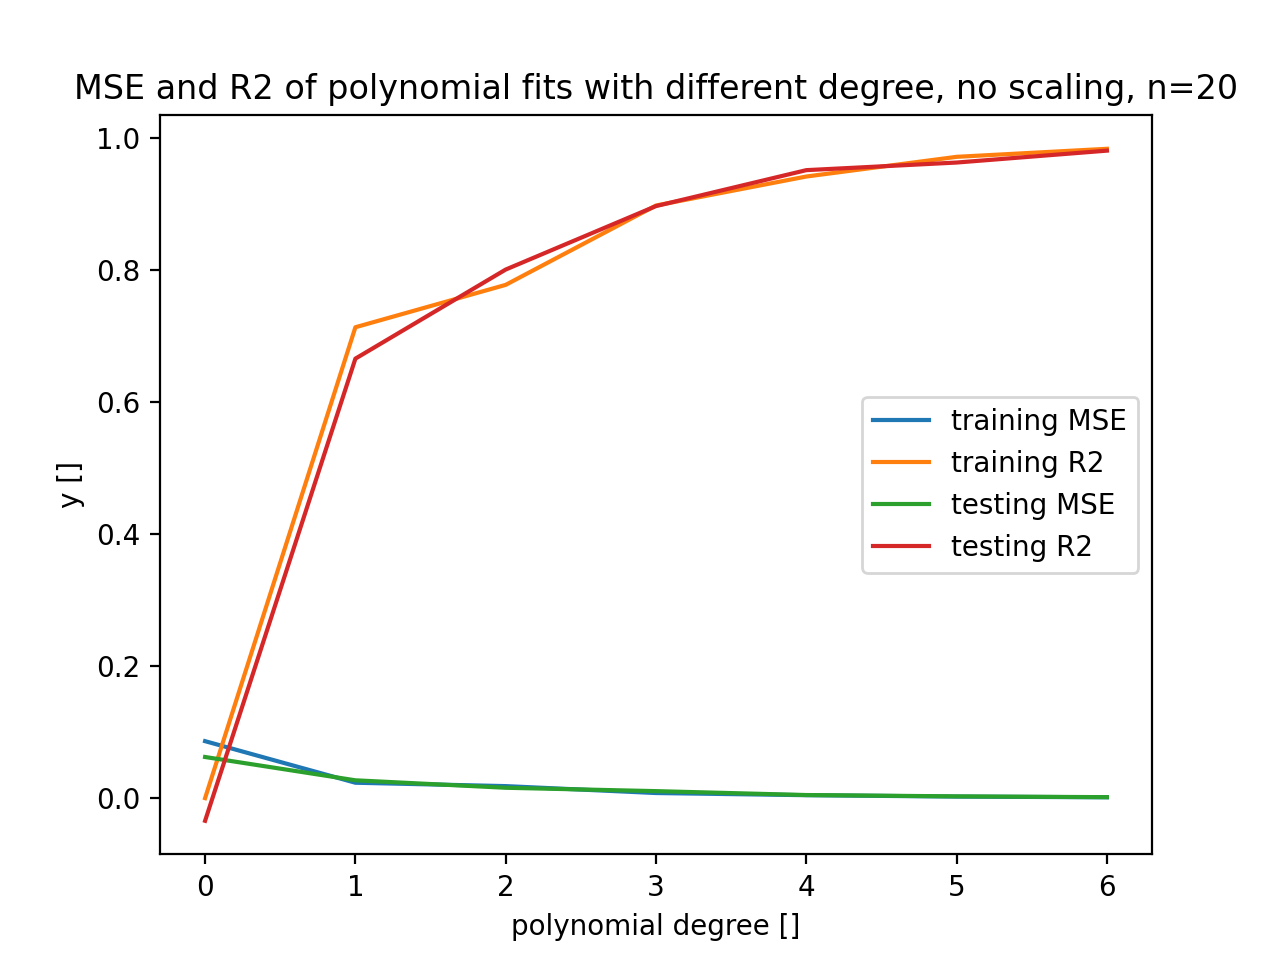 MSE and R2 of polynomial fits with different degree, no scaling, n=20
1.0
0.8
0.6
0.4
0.2
0.0
y []
training MSE
training R2
testing MSE
testing R2
0 1 2 3 4 5 6
polynomial degree []